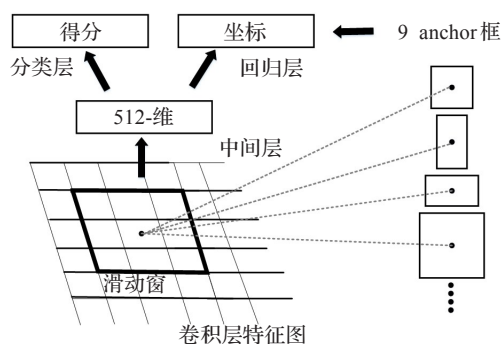 得分
坐标
9 anchor框
分类层
回归层
512-维
中间层
滑动窗
卷积层特征图